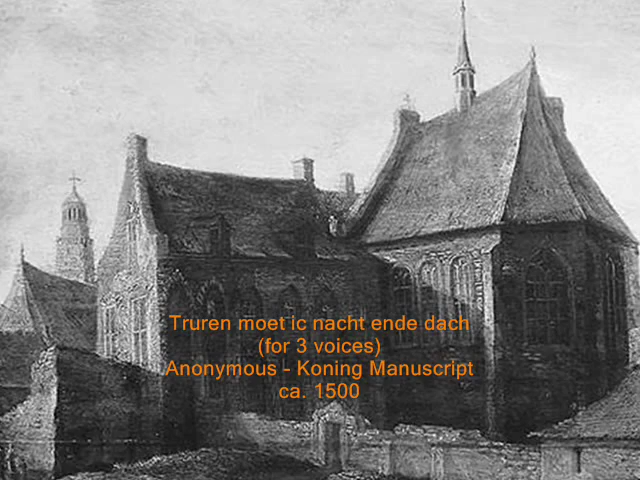 Truren moet ic nacht ende dach
(for 3 voices)
Anonymous - Koning Manuscript
ca. 1500